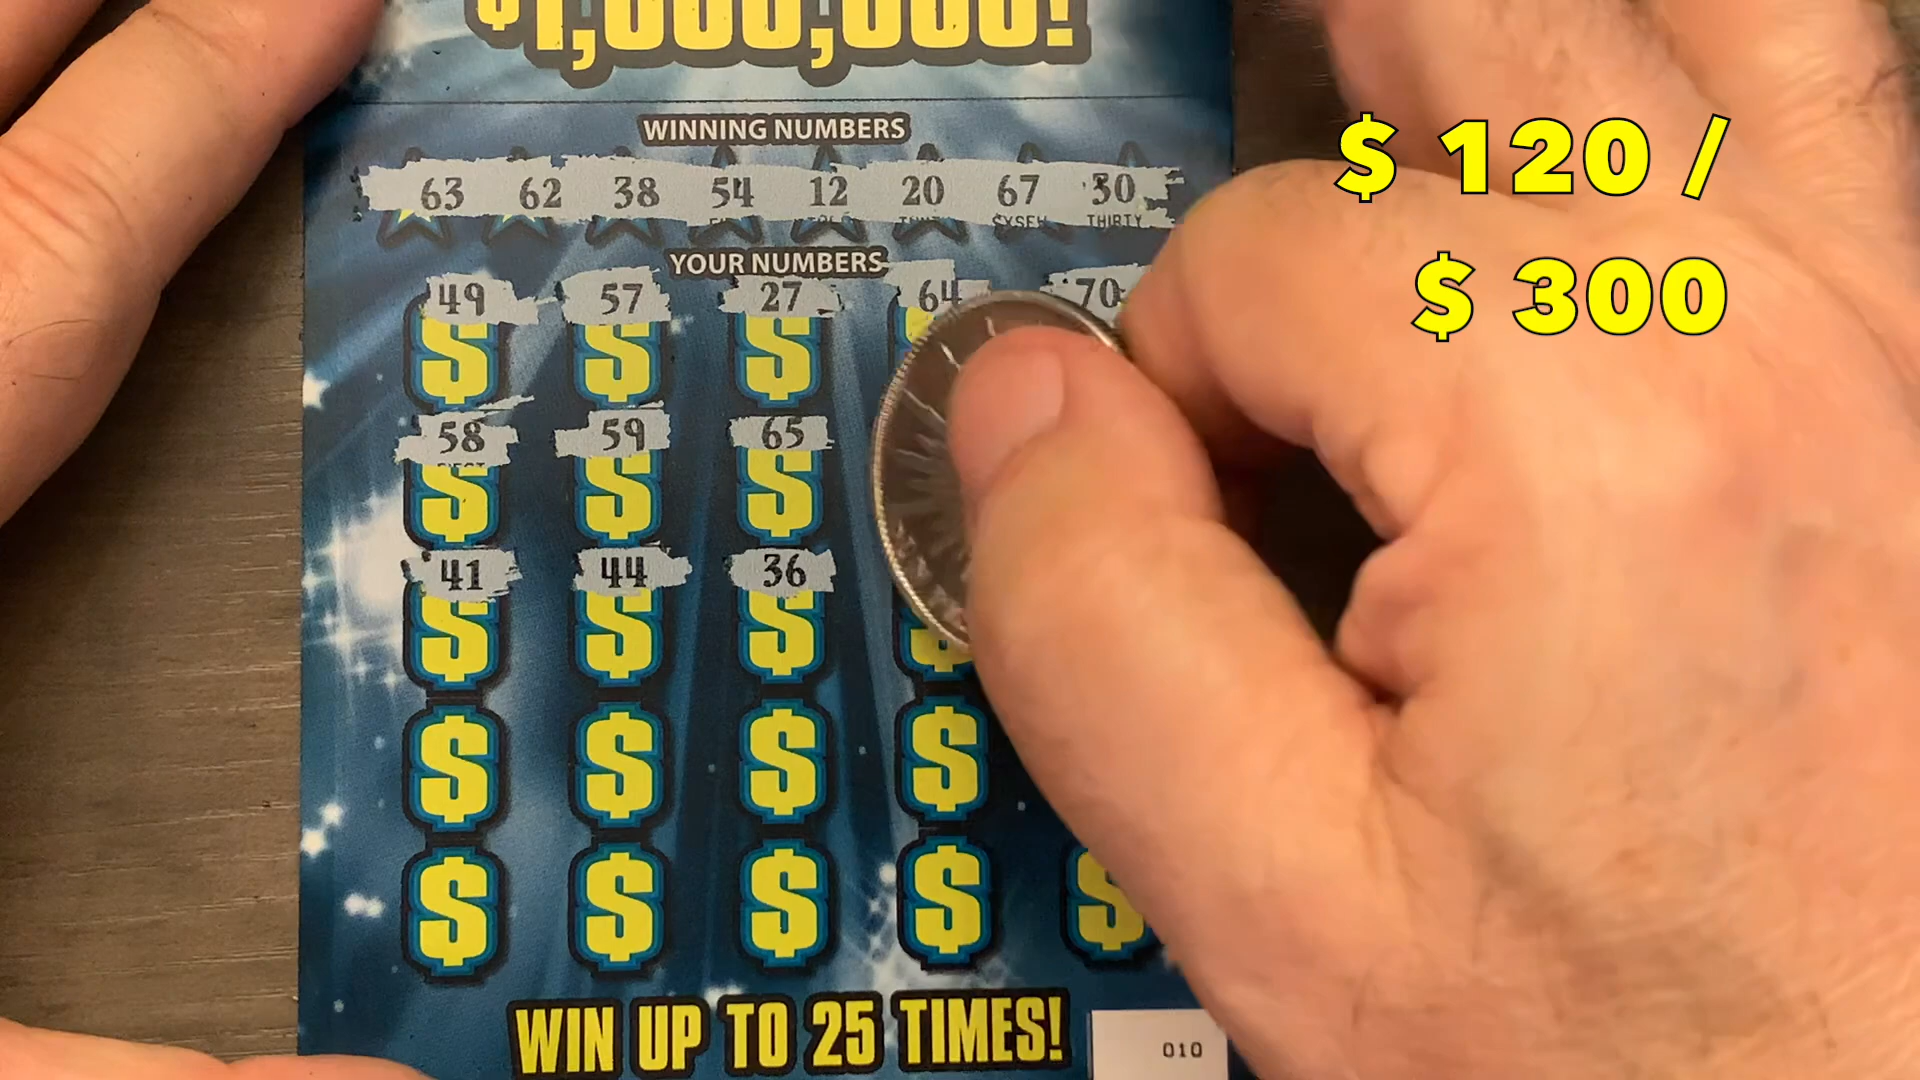 $1,000,000!
WINNING NUMBERS
63 62 38 54 12 20 67 30
THIRTY
YOUR NUMBERS
49 57 27 64 70
$ $ $
58 59 65
$ $ $
41 44 36
$ $ $ $
$ $ $ $
$ $ $ $ $
WIN UP TO 25 TIMES!
010
$ 120 /
$ 300